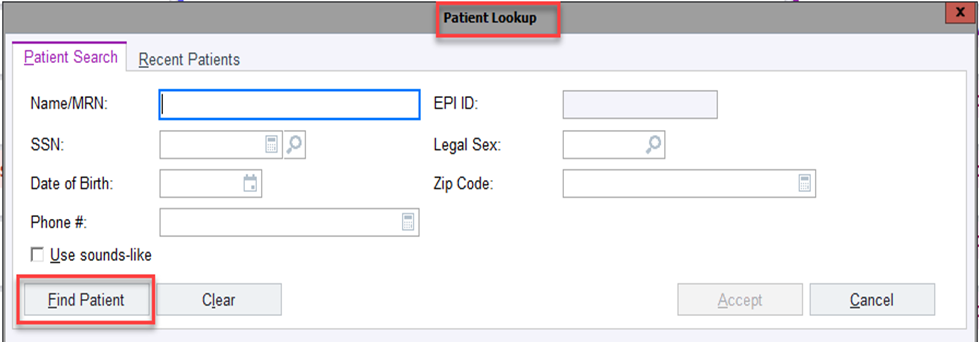 Patient Lookup
x
Patient Search Recent Patients
Name/MRN: EPI ID:
SSN: Legal Sex:
Date of Birth: Zip Code:
Phone #:
Use sounds-like
Find Patient Clear Accept Cancel